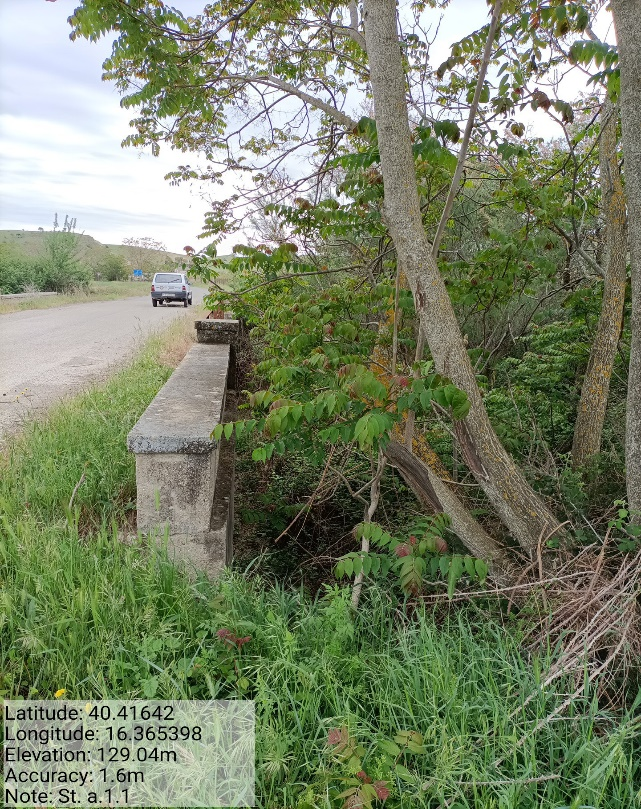 Latitude: 40.41642
Longitude: 16.365398
Elevation: 129.04m
Accuracy: 1.6m
Note: St. a.1.1